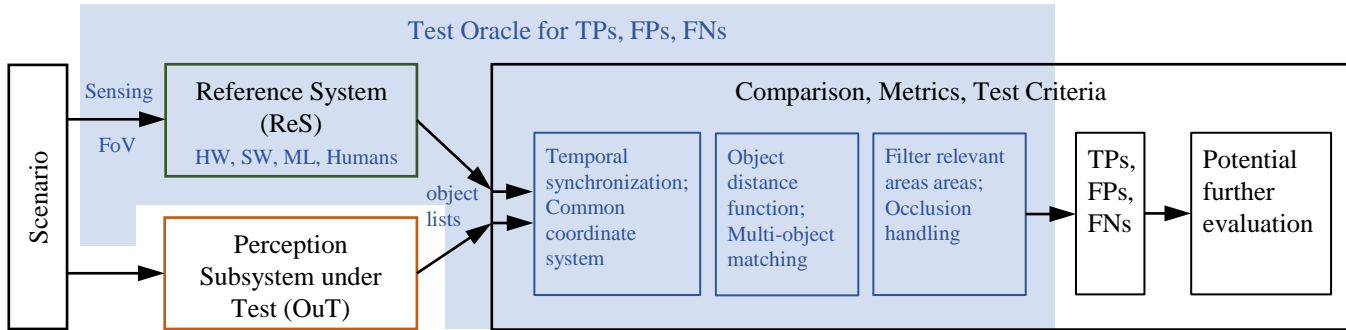 Test Oracle for TPs, FPs, FNs
Scenario
Sensing
FoV
Reference System
(ReS)
HW, SW, ML, Humans
Perception
Subsystem under
Test (OuT)
object
lists
Comparison, Metrics, Test Criteria
Temporal
synchronization;
Common
coordinate
system
Object
distance
function;
Multi-object
matching
Filter relevant
areas areas;
Occlusion
handling
TPs,
FPs,
FNs
Potential
further
evaluation